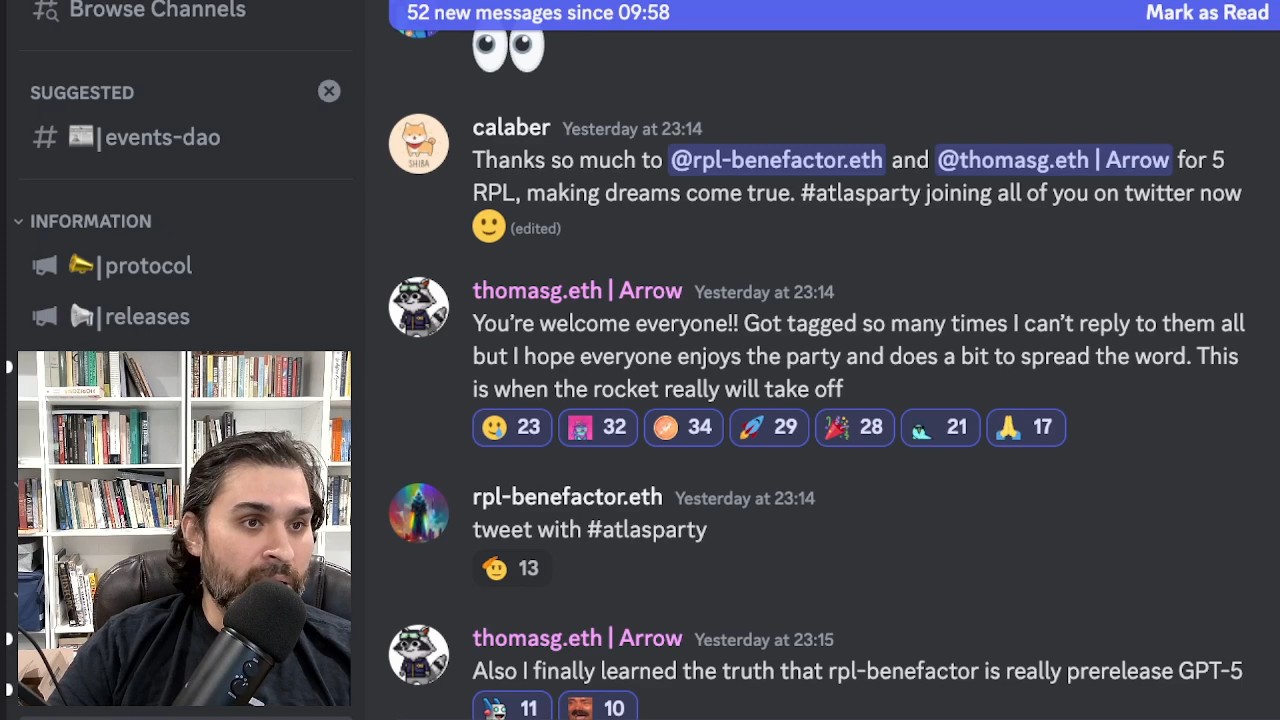 Browse Channels
52 new messages since 09:58
Mark as Read
SUGGESTED
events-dao
INFORMATION
protocol
releases
SHIBA
calaber Yesterday at 23:14
Thanks so much to @rpl-benefactor.eth and @thomasg.eth | Arrow for 5
RPL, making dreams come true. #atlasparty joining all of you on twitter now
(edited)
thomasg.eth | Arrow Yesterday at 23:14
You're welcome everyone!! Got tagged so many times I can't reply to them all
but I hope everyone enjoys the party and does a bit to spread the word. This
is when the rocket really will take off
23 32 34 29 28 21 17
rpl-benefactor.eth Yesterday at 23:14
tweet with #atlasparty
13
thomasg.eth | Arrow Yesterday at 23:15
Also I finally learned the truth that rpl-benefactor is really prerelease GPT-5
11 10